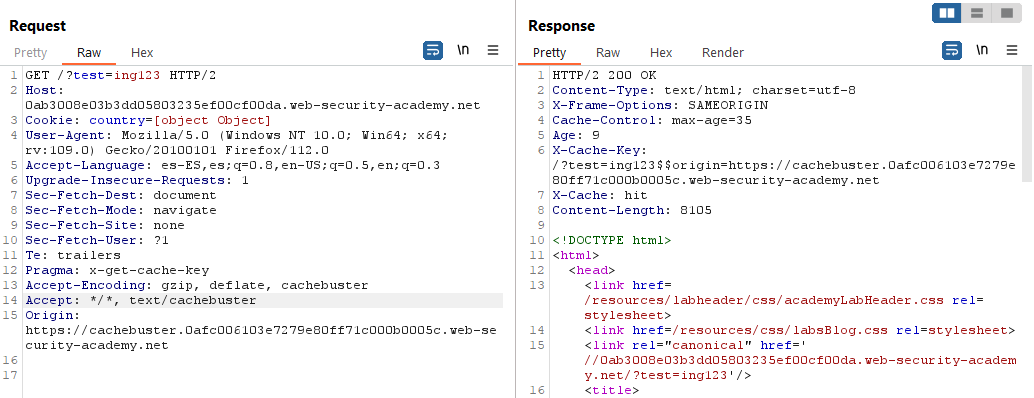 Request
Pretty Raw Hex
\n
1 GET /?test=ing123 HTTP/2
2 Host:
0ab3008e03b3dd05803235ef00cf00da.web-security-academy.net
3 Cookie: country=[object Object]
4 User-Agent: Mozilla/5.0 (Windows NT 10.0; Win64; x64;
rv:109.0) Gecko/20100101 Firefox/112.0
5 Accept-Language: es-ES,es;q=0.8,en-US;q=0.5,en;q=0.3
6 Upgrade-Insecure-Requests: 1
7 Sec-Fetch-Dest: document
8 Sec-Fetch-Mode: navigate
9 Sec-Fetch-Site: none
10 Sec-Fetch-User: ?1
11 Te: trailers
12 Pragma: x-get-cache-key
13 Accept-Encoding: gzip, deflate, cachebuster
14 Accept: */*, text/cachebuster
15 Origin:
https://cachebuster.0afc006103e7279e80ff71c000b0005c.web-se
curity-academy.net
16
17
Response
Pretty Raw Hex Render
\n
1 HTTP/2 200 OK
2 Content-Type: text/html; charset=utf-8
3 X-Frame-Options: SAMEORIGIN
4 Cache-Control: max-age=35
5 Age: 9
6 X-Cache-Key:
/?test=ing123$$origin=https://cachebuster.0afc006103e7279e
80ff71c000b0005c.web-security-academy.net
7 X-Cache: hit
8 Content-Length: 8105
9
10 <!DOCTYPE html>
11 <html>
12 <head>
13 <link href=
/resources/labheader/css/academyLabHeader.css rel=
stylesheet>
14 <link href=/resources/css/labsBlog.css rel=stylesheet>
15 <link rel="canonical" href='
//0ab3008e03b3dd05803235ef00cf00da.web-security-academ
y.net/?test=ing123'/>
16 <title>